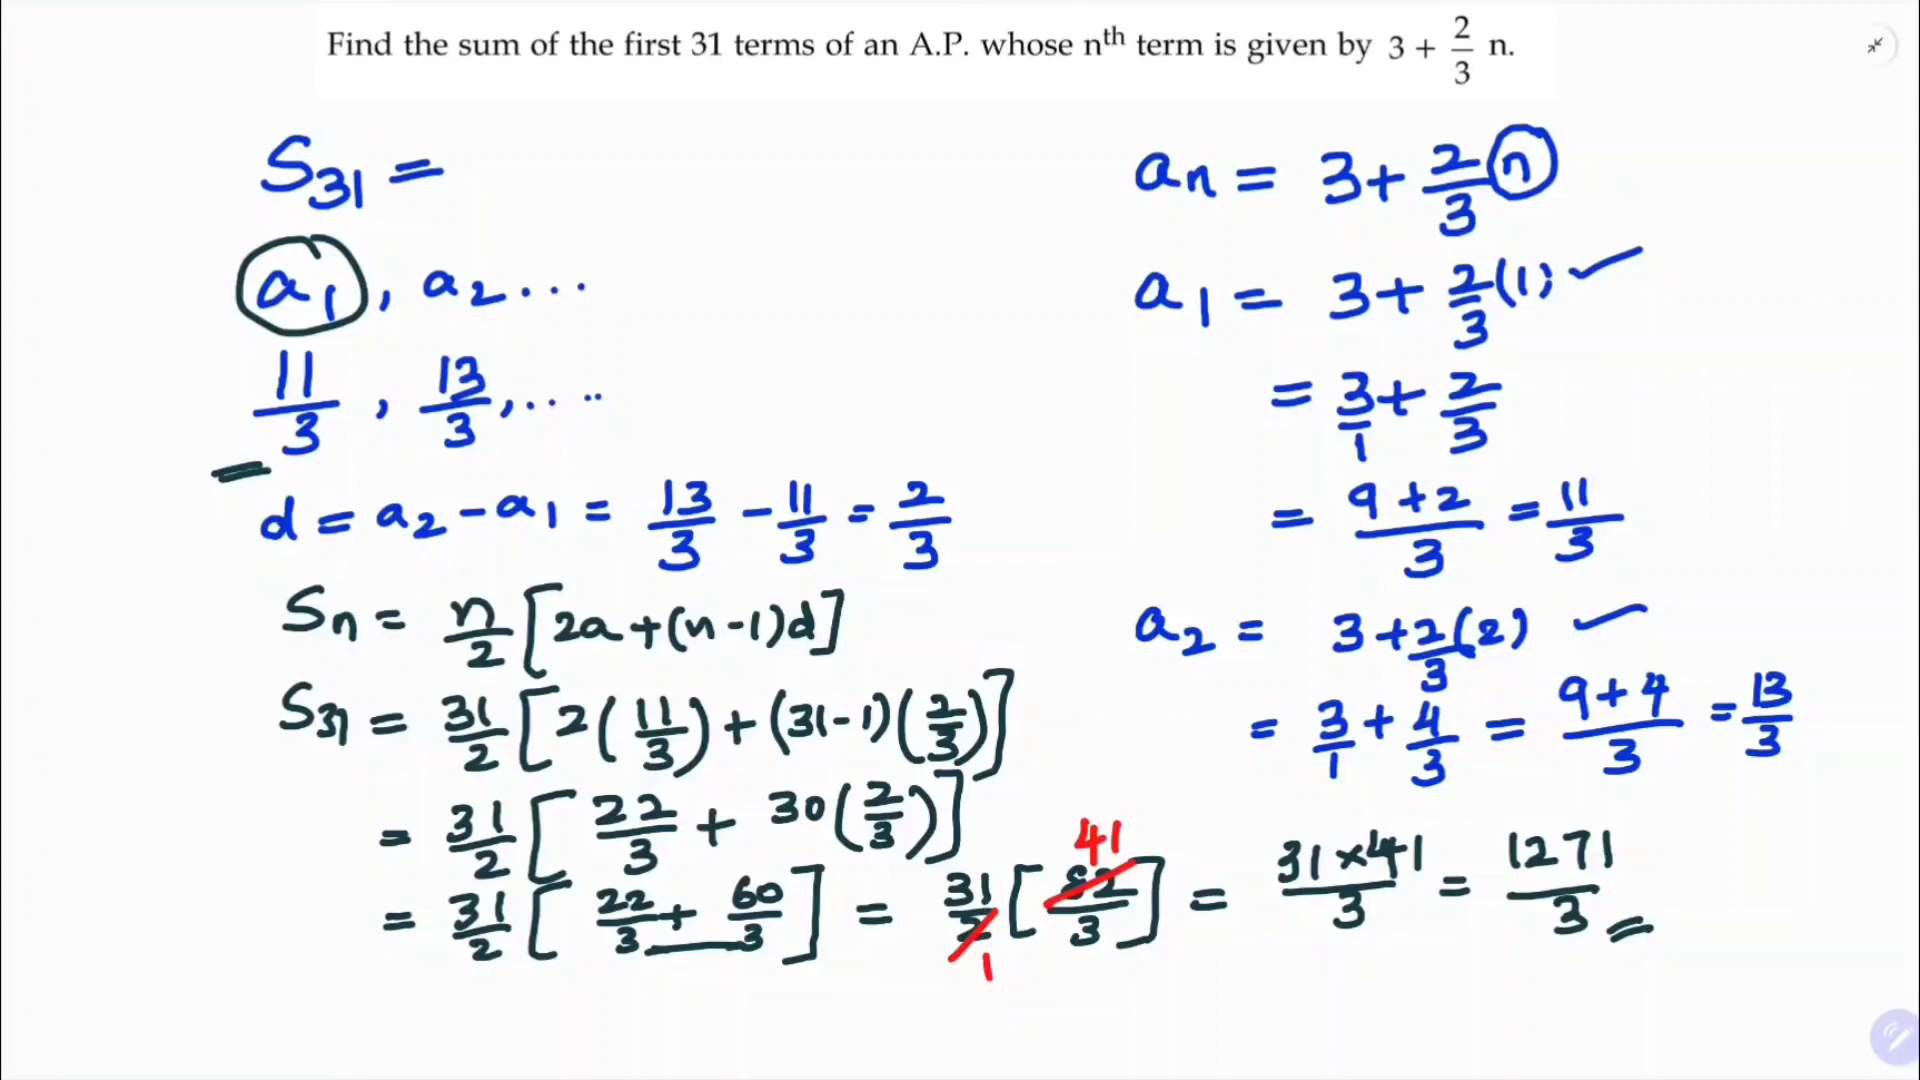 Find the sum of the first 31 terms of an A.P. whose nth term is given by 3 + 2/3 n.
S31 =
a1, a2...
11/3, 13/3, .....
d = a2 - a1 = 13/3 - 11/3 = 2/3
Sn = n/2 [2a+(n-1)d]
S31 = 31/2 [2(11/3) + (31-1)(2/3)]
= 31/2 [22/3 + 30(2/3)]
= 31/2 [22/3 + 60/3] = 31/2 [82/3] = 31×41/3 = 1271/3
41
1
an = 3 + 2/3 n
a1 = 3 + 2/3 (1)
= 3/1 + 2/3
= 9+2/3 = 11/3
a2 = 3 + 2/3 (2)
= 3/1 + 4/3 = 9+4/3 = 13/3